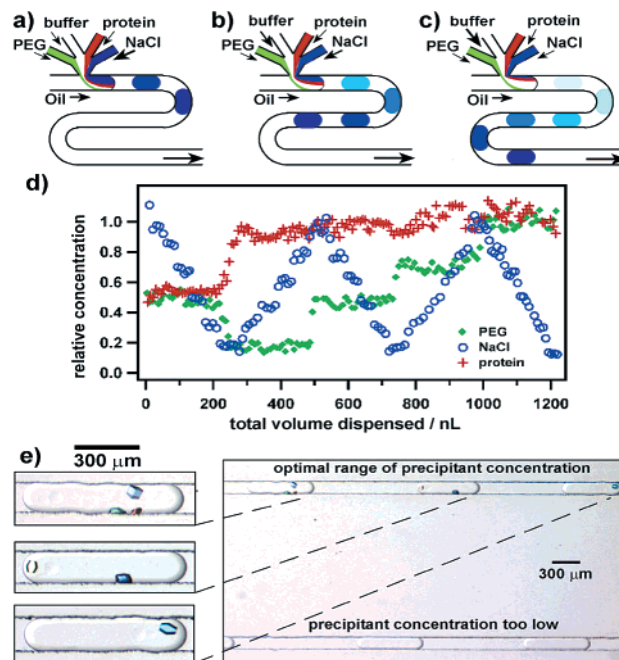 a)
buffer
protein
PEG
NaCl
Oil
b)
buffer
protein
PEG
NaCl
Oil
c)
buffer
protein
PEG
NaCl
Oil
d)
relative concentration
1.0
0.8
0.6
0.4
0.2
0.0
PEG
NaCl
protein
0 200 400 600 800 1000 1200
total volume dispensed / nL
e)
300 μm
optimal range of precipitant concentration
300 μm
precipitant concentration too low